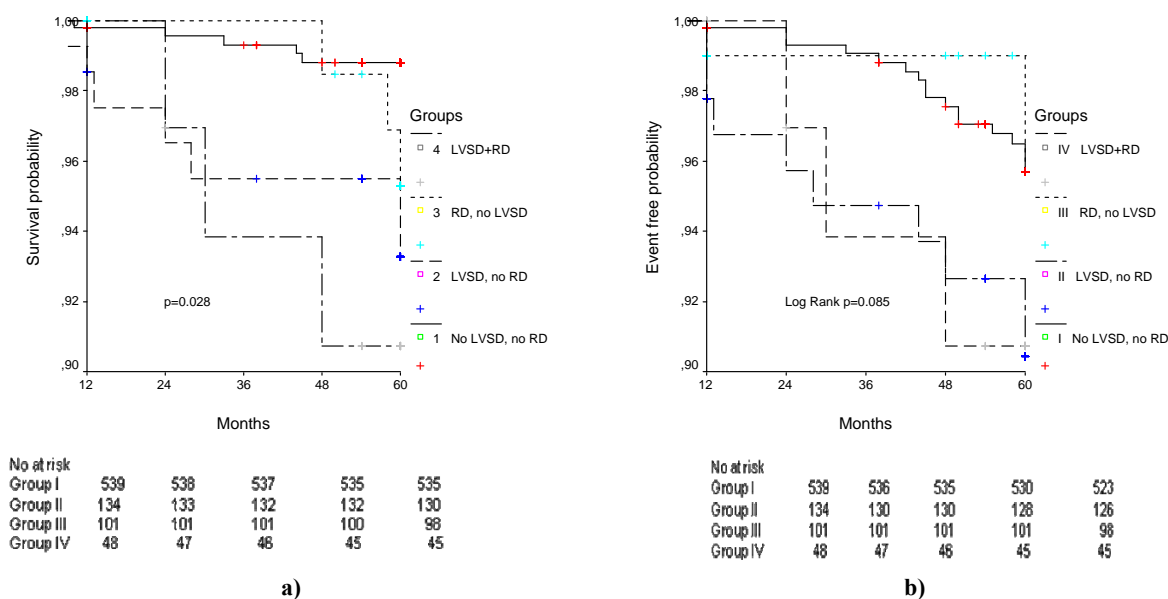 1,00
,98
,96
,94
,92
,90
Survival probability
12 24 36 48 60
Months
p=0.028
Groups
4 LVSD+RD
3 RD, no LVSD
2 LVSD, no RD
1 No LVSD, no RD
No at risk
Group I 539 538 537 535 535
Group II 134 133 132 132 130
Group III 101 101 101 100 98
Group IV 48 47 46 45 45
a)
1,00
,98
,96
,94
,92
,90
Event free probability
12 24 36 48 60
Months
Log Rank p=0.085
Groups
IV LVSD+RD
III RD, no LVSD
II LVSD, no RD
I No LVSD, no RD
No at risk
Group I 539 536 535 530 523
Group II 134 130 130 128 126
Group III 101 101 101 101 98
Group IV 48 47 46 45 45
b)